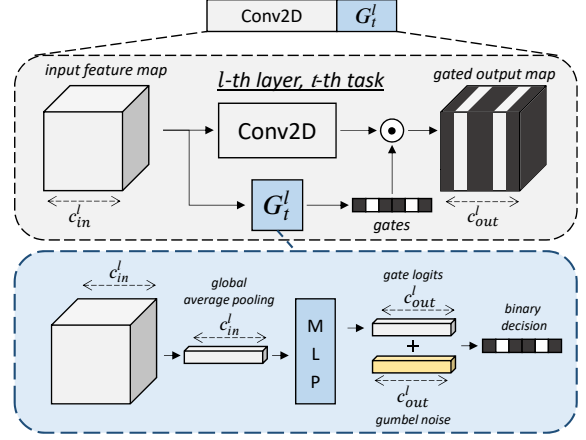 Conv2D G_t^l
input feature map
l-th layer, t-th task
gated output map
Conv2D
G_t^l
gates
c_in^l
c_out^l
c_in^l
global
average pooling
c_in^l
M
L
P
gate logits
c_out^l
+
c_out^l
gumbel noise
binary
decision